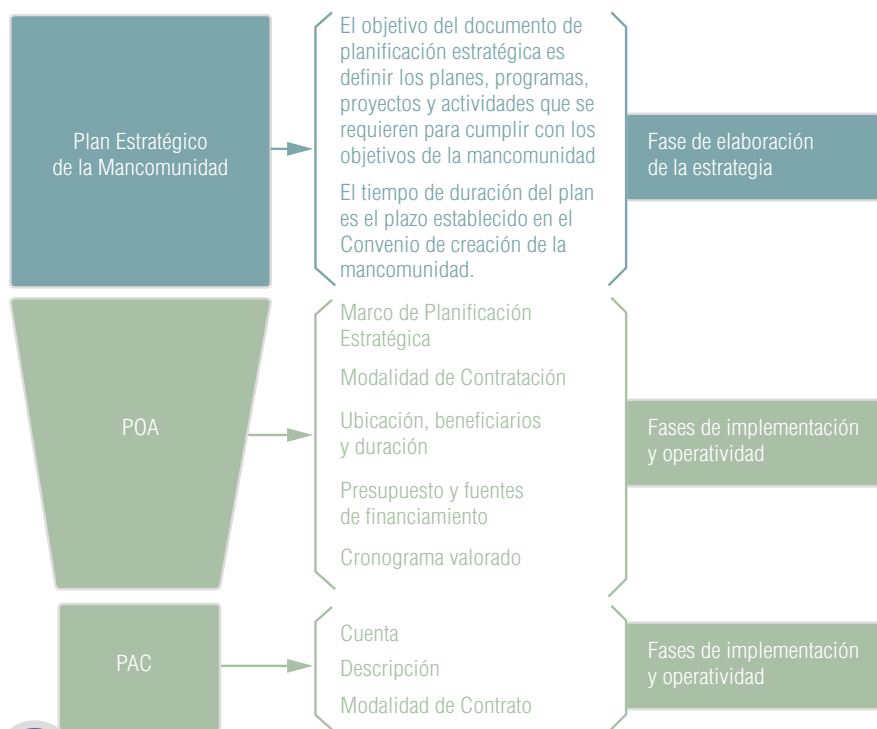 Plan Estratégico
de la Mancomunidad
El objetivo del documento de
planificación estratégica es
definir los planes, programas,
proyectos y actividades que se
requieren para cumplir con los
objetivos de la mancomunidad
El tiempo de duración del plan
es el plazo establecido en el
Convenio de creación de la
mancomunidad.
Fase de elaboración
de la estrategia
POA
Marco de Planificación
Estratégica
Modalidad de Contratación
Ubicación, beneficiarios
y duración
Presupuesto y fuentes
de financiamiento
Cronograma valorado
Fases de implementación
y operatividad
PAC
Cuenta
Descripción
Modalidad de Contrato
Fases de implementación
y operatividad